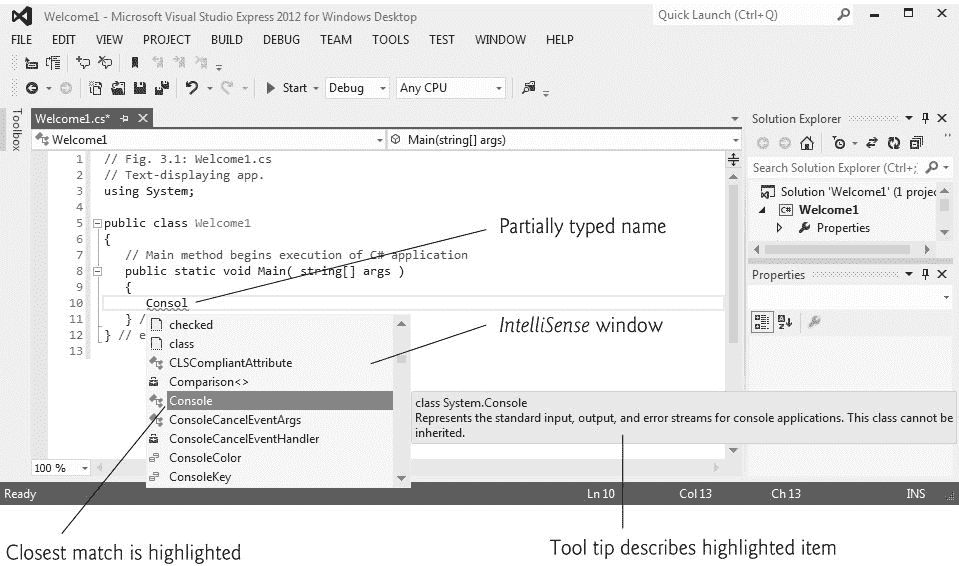 Welcome1 - Microsoft Visual Studio Express 2012 for Windows Desktop
Quick Launch (Ctrl+Q)
FILE EDIT VIEW PROJECT BUILD DEBUG TEAM TOOLS TEST WINDOW HELP
Start Debug Any CPU
Toolbox
Welcome1.cs*
Solution Explorer
Welcome1
Main(string[] args)
Search Solution Explorer (Ctrl+;
Solution 'Welcome1' (1 projec
C# Welcome1
Properties
Properties
1 // Fig. 3.1: Welcome1.cs
2 // Text-displaying app.
3 using System;
4
5 public class Welcome1
6 {
7 // Main method begins execution of C# application
8 public static void Main( string[] args )
9 {
10 Consol
11 } /
12 } // e
13
Partially typed name
IntelliSense window
checked
class
CLSCompliantAttribute
Comparison<>
Console
ConsoleCancelEventArgs
ConsoleCancelEventHandler
ConsoleColor
ConsoleKey
class System.Console
Represents the standard input, output, and error streams for console applications. This class cannot be
inherited.
100 %
Ready Ln 10 Col 13 Ch 13 INS
Closest match is highlighted
Tool tip describes highlighted item